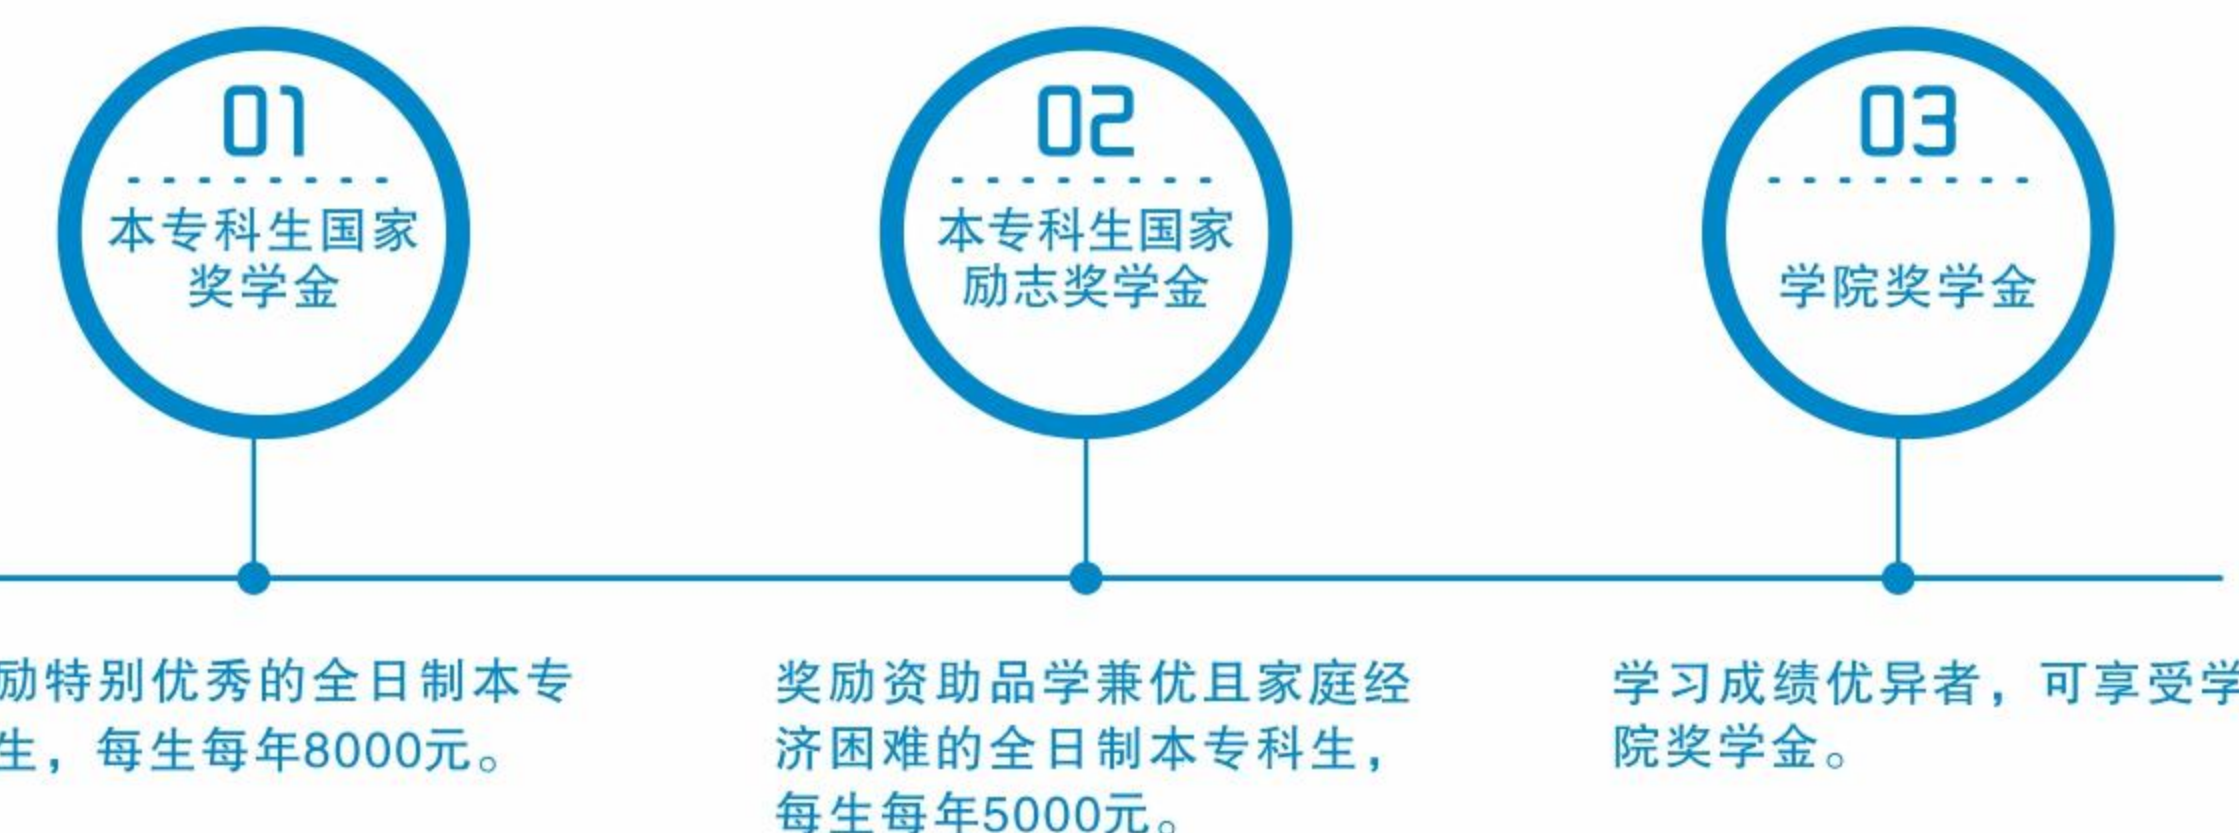 01
本专科生国家
奖学金
02
本专科生国家
励志奖学金
03
学院奖学金
励特别优秀的全日制本专
生，每生每年8000元。
奖励资助品学兼优且家庭经
济困难的全日制本专科生，
每生每年5000元。
学习成绩优异者，可享受学
院奖学金。